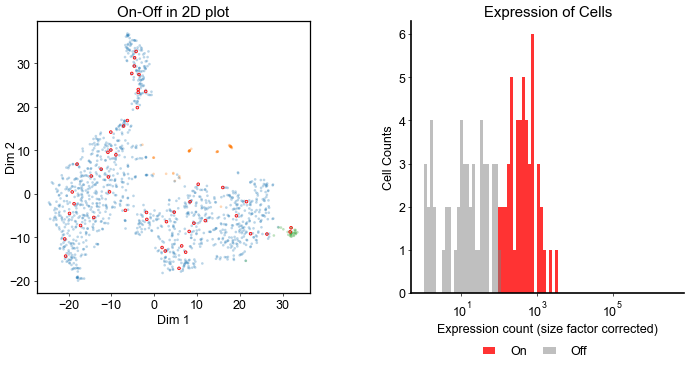 On-Off in 2D plot
30
20
10
0
−10
−20
Dim 2
−20 −10 0 10 20 30
Dim 1
Expression of Cells
6
5
4
3
2
1
0
Cell Counts
10^1 10^3 10^5
Expression count (size factor corrected)
On Off